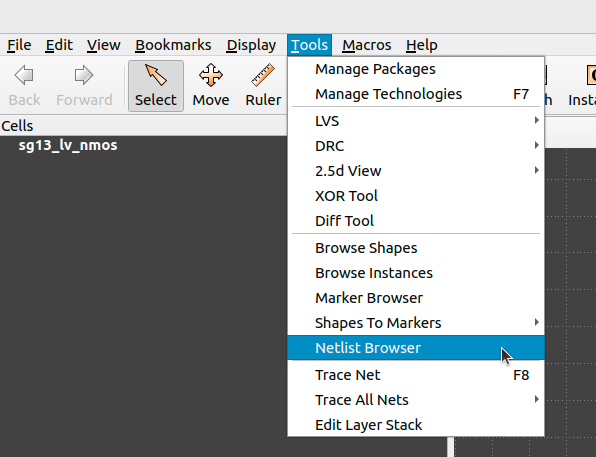 File Edit View Bookmarks Display Tools Macros Help
Back Forward Select Move Ruler
Cells
sg13_lv_nmos
Manage Packages
Manage Technologies F7
LVS
DRC
2.5d View
XOR Tool
Diff Tool
Browse Shapes
Browse Instances
Marker Browser
Shapes To Markers
Netlist Browser
Trace Net F8
Trace All Nets
Edit Layer Stack